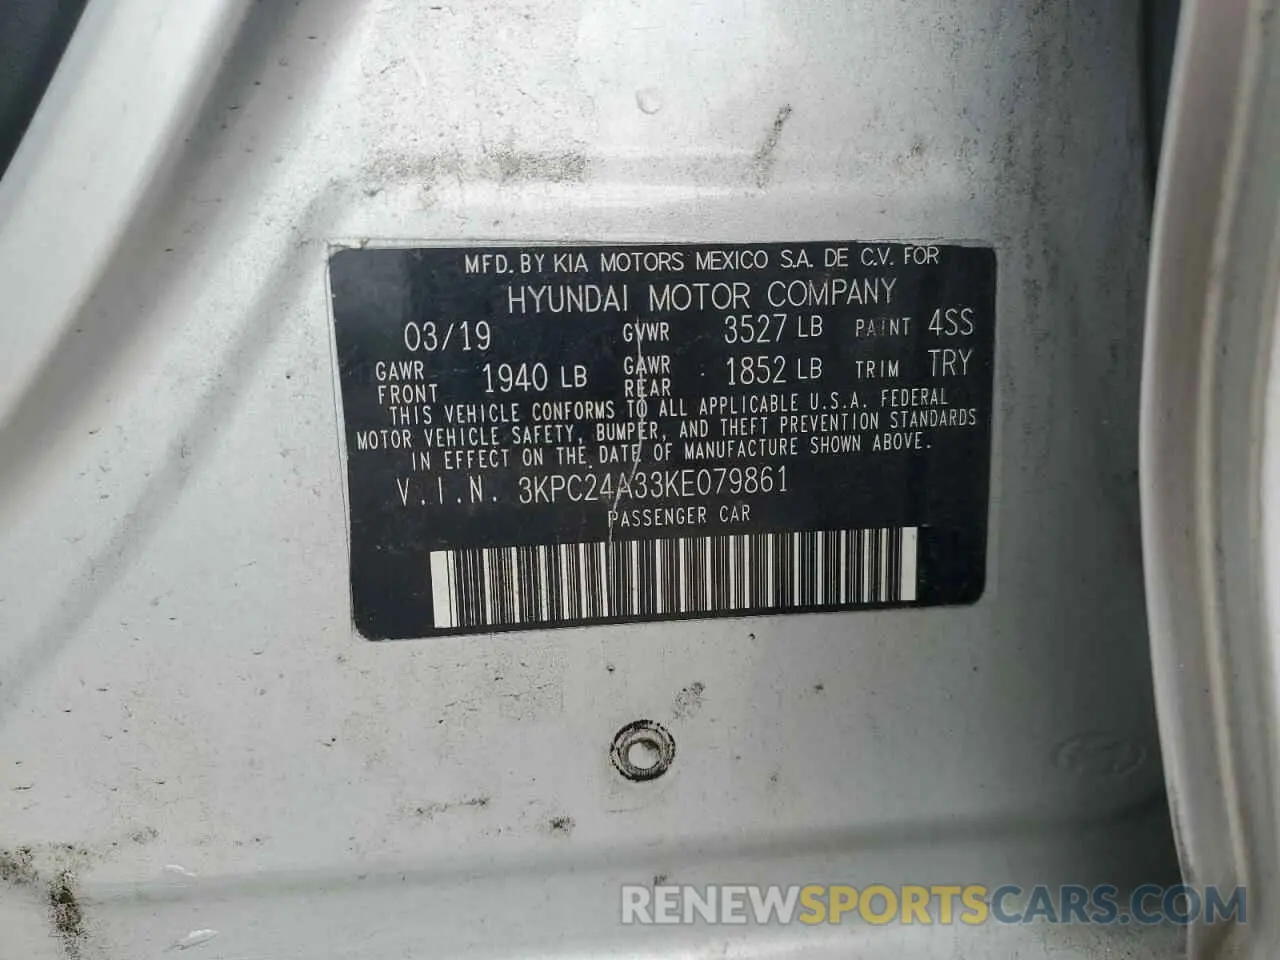 MFD. BY KIA MOTORS MEXICO S.A. DE C.V. FOR
HYUNDAI MOTOR COMPANY
03/19 GVWR 3527 LB PAINT 4SS
GAWR FRONT 1940 LB GAWR REAR 1852 LB TRIM TRY
THIS VEHICLE CONFORMS TO ALL APPLICABLE U.S.A. FEDERAL
MOTOR VEHICLE SAFETY, BUMPER, AND THEFT PREVENTION STANDARDS
IN EFFECT ON THE DATE OF MANUFACTURE SHOWN ABOVE.
V.I.N. 3KPC24A33KE079861
PASSENGER CAR
RENEWSPORTSCARS.COM